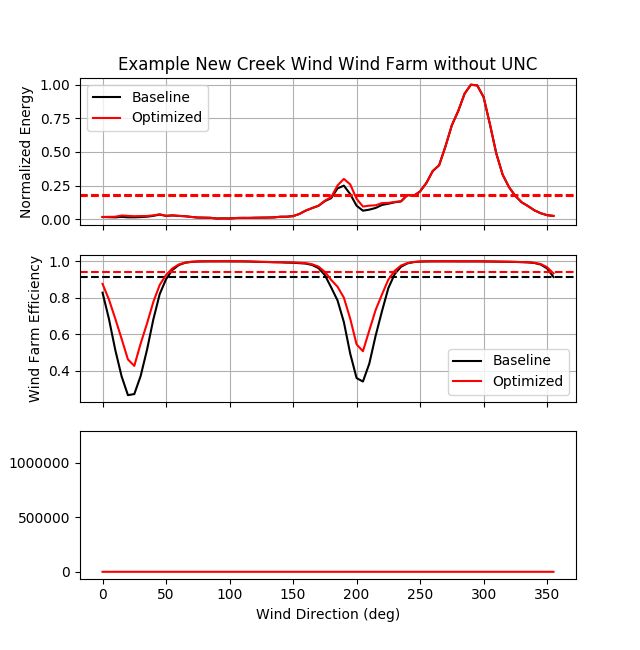 Example New Creek Wind Wind Farm without UNC
Normalized Energy
1.00
0.75
0.50
0.25
0.00
Baseline
Optimized
Wind Farm Efficiency
1.0
0.8
0.6
0.4
Baseline
Optimized
1000000
500000
0
0
50
100
150
200
250
300
350
Wind Direction (deg)